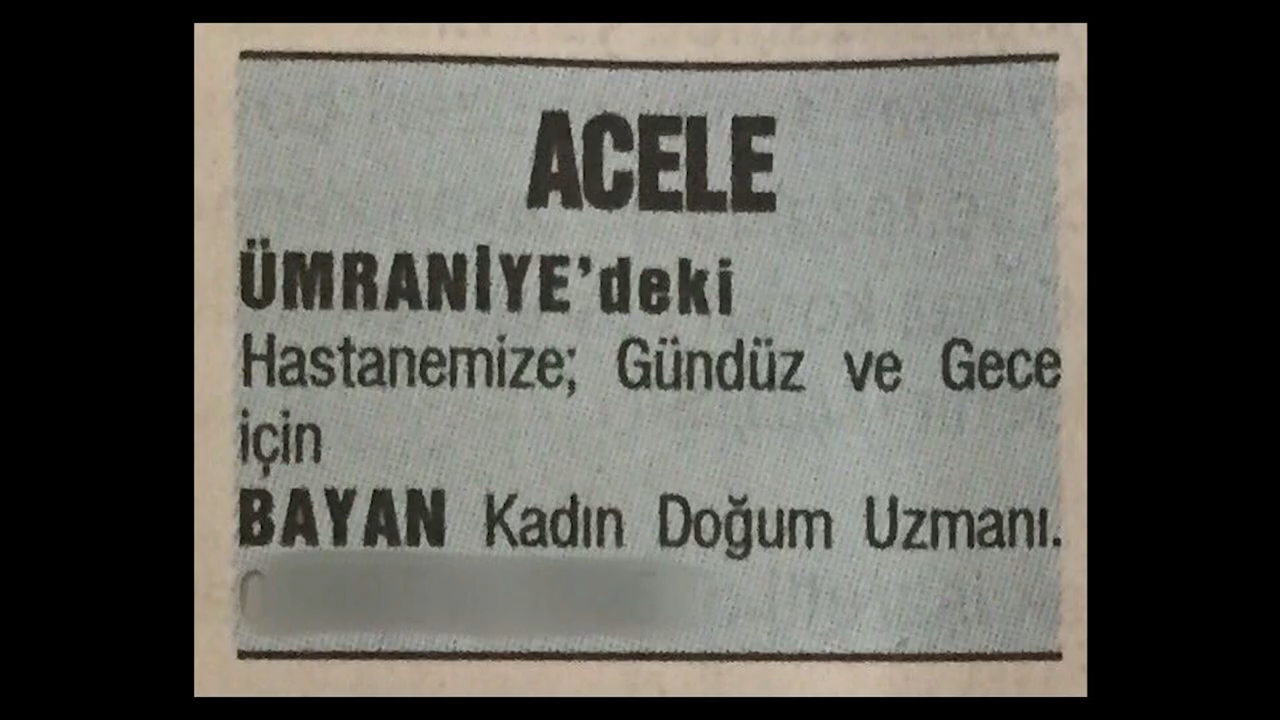 ACELE
ÜMRANİYE'deki
Hastanemize; Gündüz ve Gece
için
BAYAN Kadın Doğum Uzmanı.